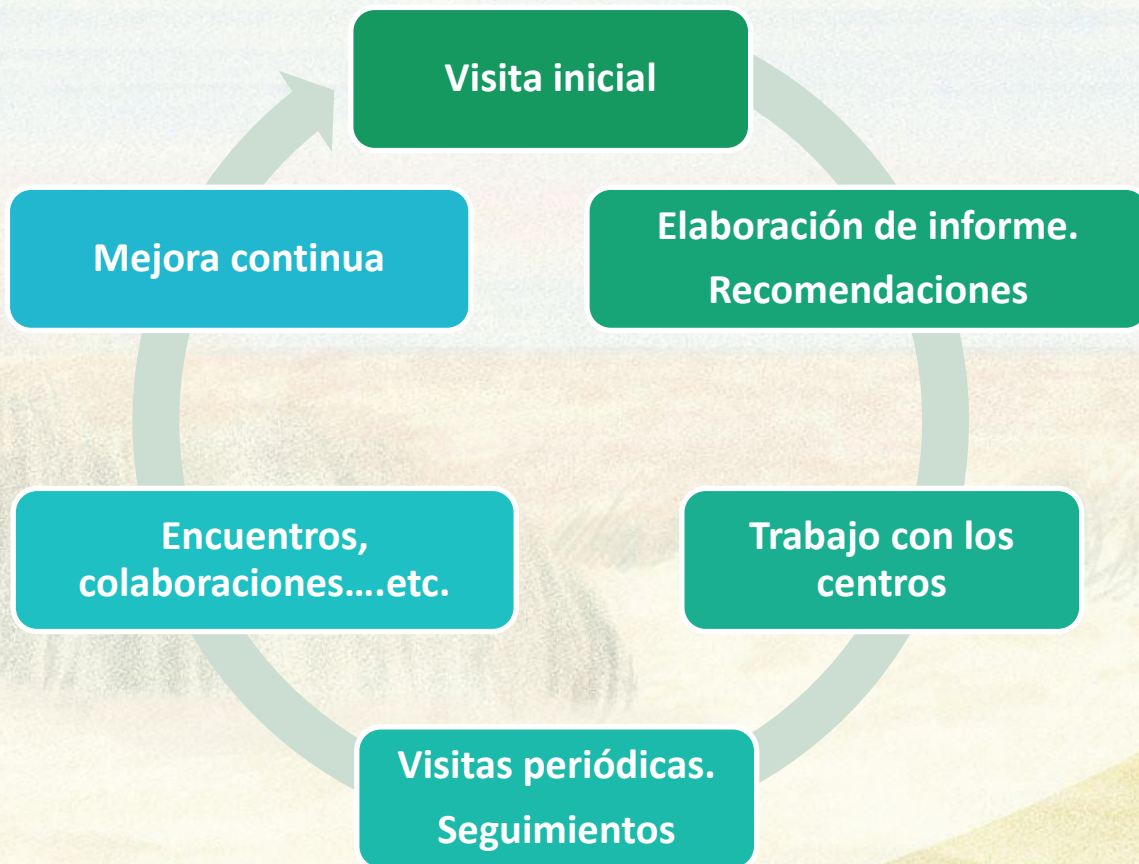 Visita inicial
Elaboración de informe.
Recomendaciones
Trabajo con los
centros
Visitas periódicas.
Seguimientos
Encuentros,
colaboraciones....etc.
Mejora continua